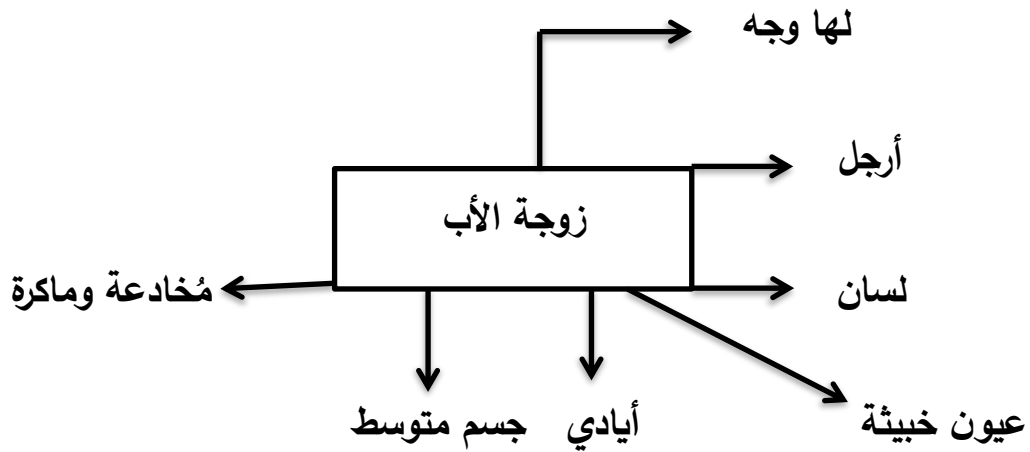 لها وجه
أرجل
زوجة الأب
لسان
مُخادعة وماكرة
عيون خبيثة
أيادي
جسم متوسط